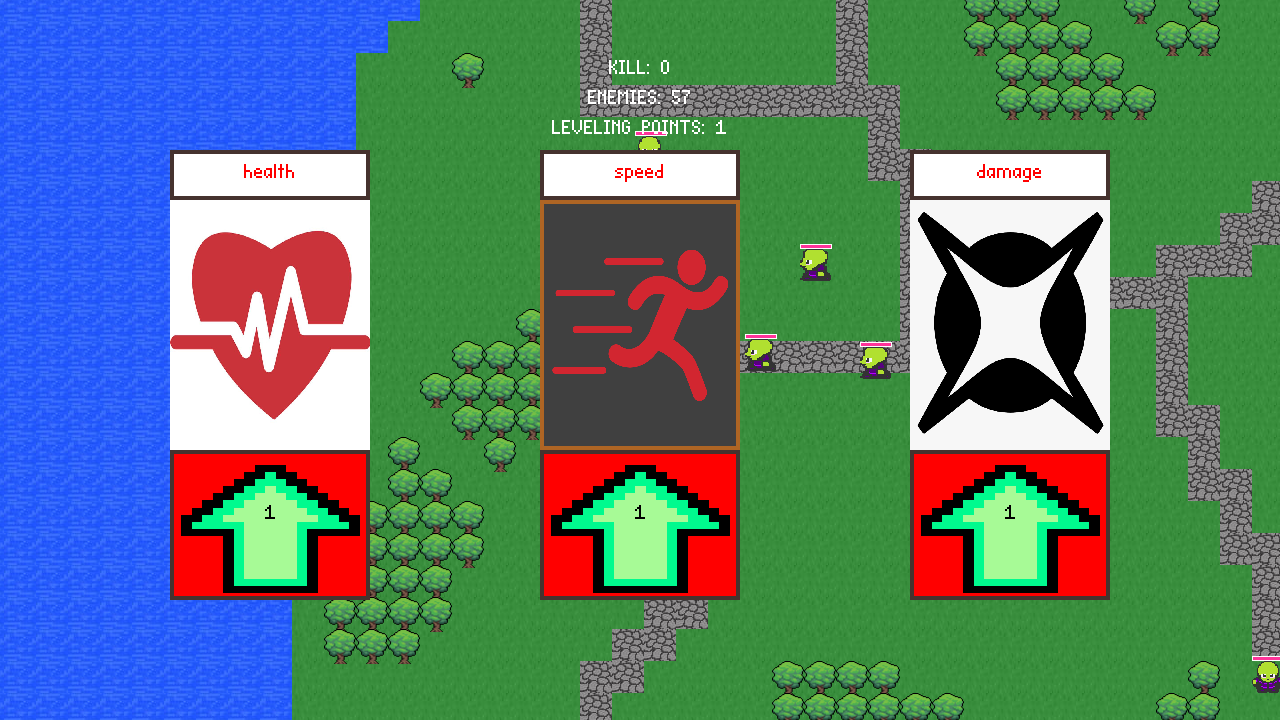 KILL: 0
ENEMIES: 57
LEVELING POINTS: 1
health
speed
damage
1
1
1